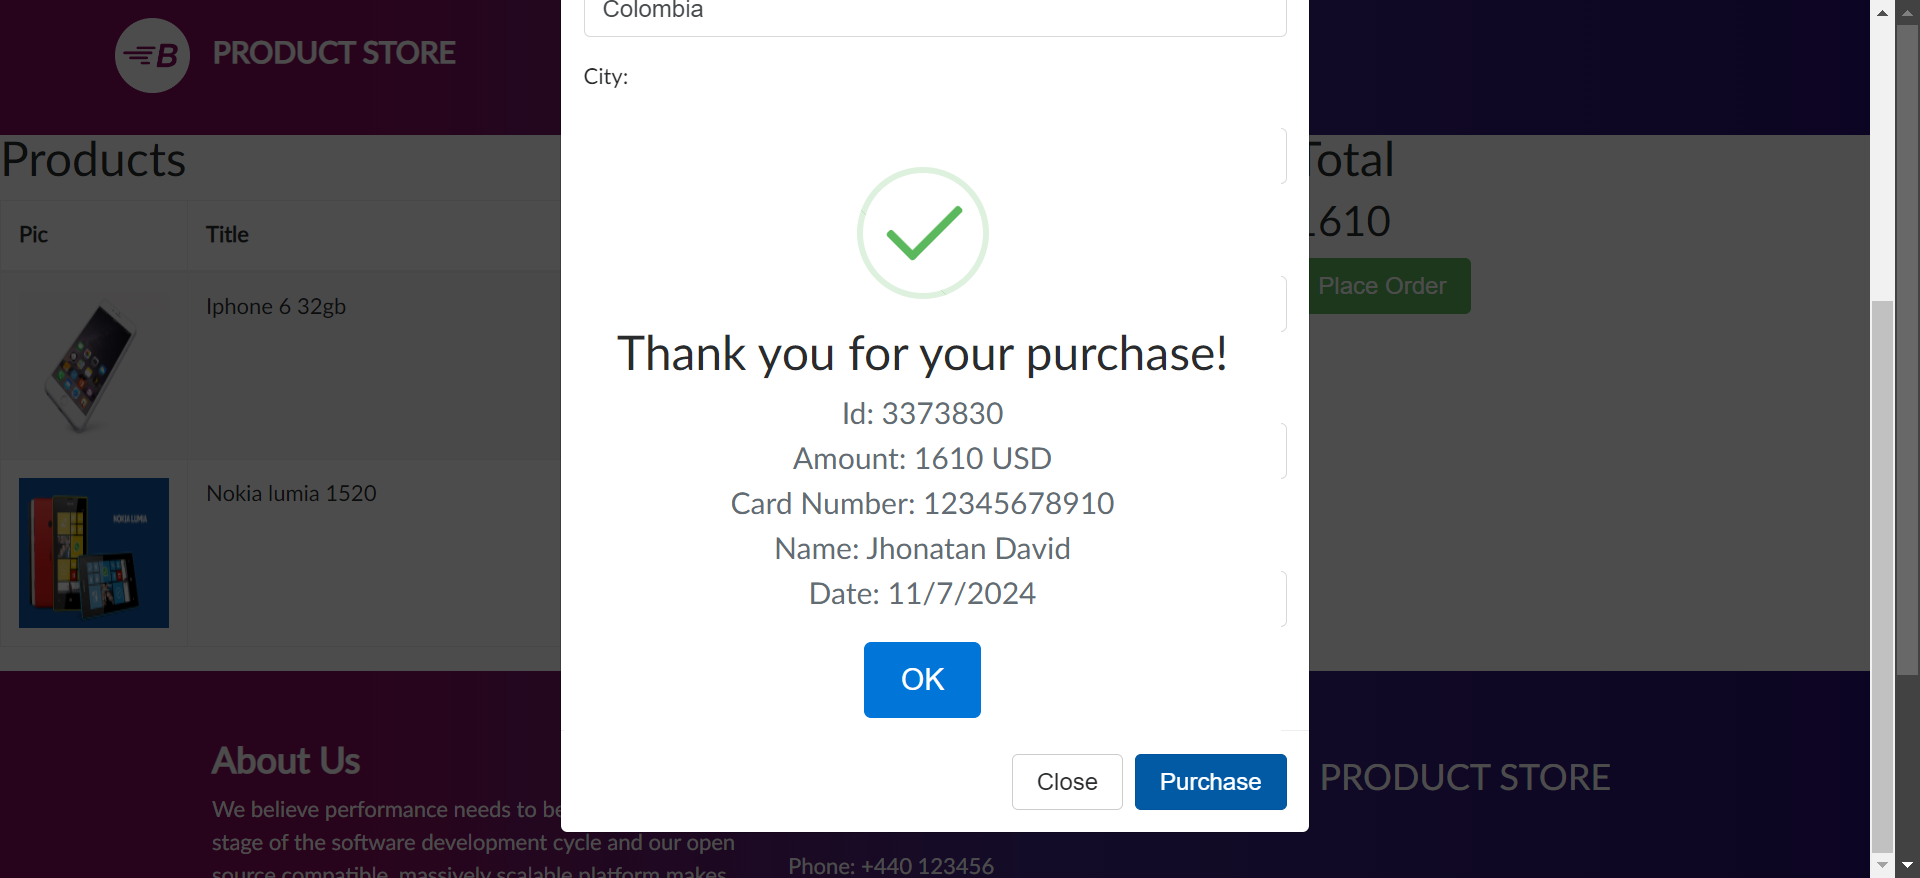 Colombia
City:
B PRODUCT STORE
Products
Pic Title
Iphone 6 32gb
Nokia lumia 1520
NOKIA LUMIA
Total
1610
Place Order
Thank you for your purchase!
Id: 3373830
Amount: 1610 USD
Card Number: 12345678910
Name: Jhonatan David
Date: 11/7/2024
OK
Close Purchase
About Us
We believe performance needs to be
stage of the software development cycle and our open
source compatible, massively scalable platform makes
Phone: +440 123456
PRODUCT STORE